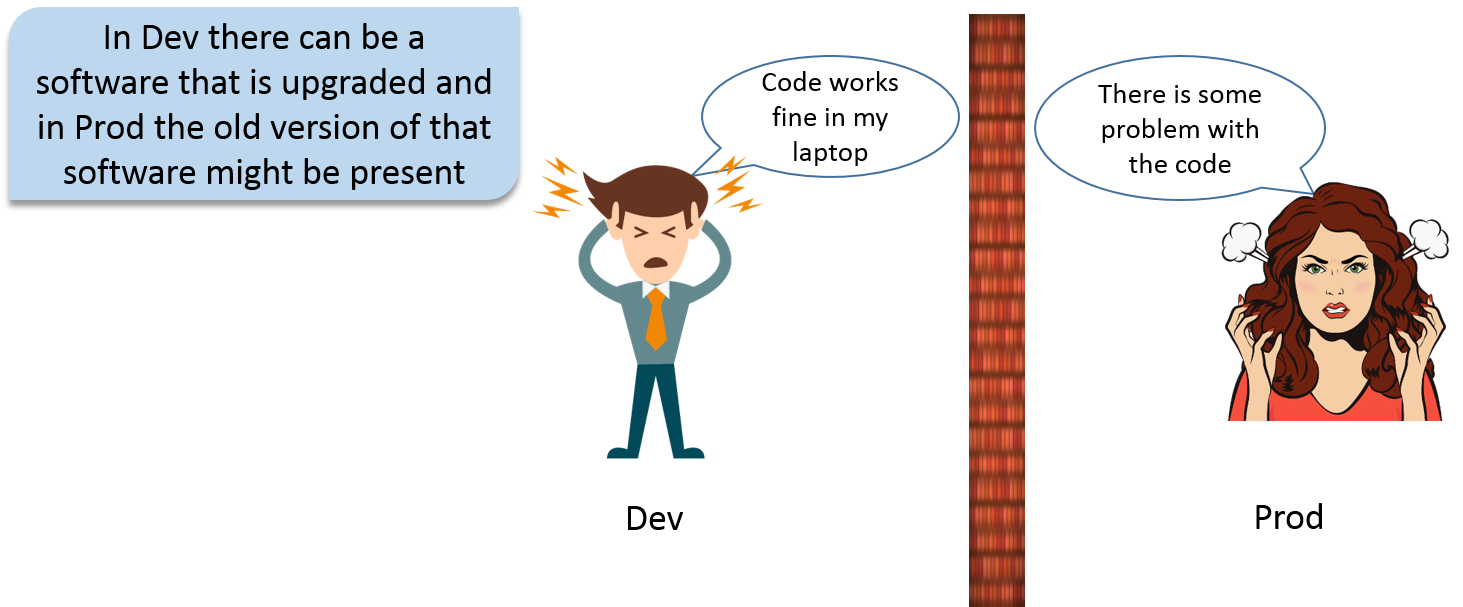 In Dev there can be a
software that is upgraded and
in Prod the old version of that
software might be present
Code works
fine in my
laptop
There is some
problem with
the code
Dev
Prod